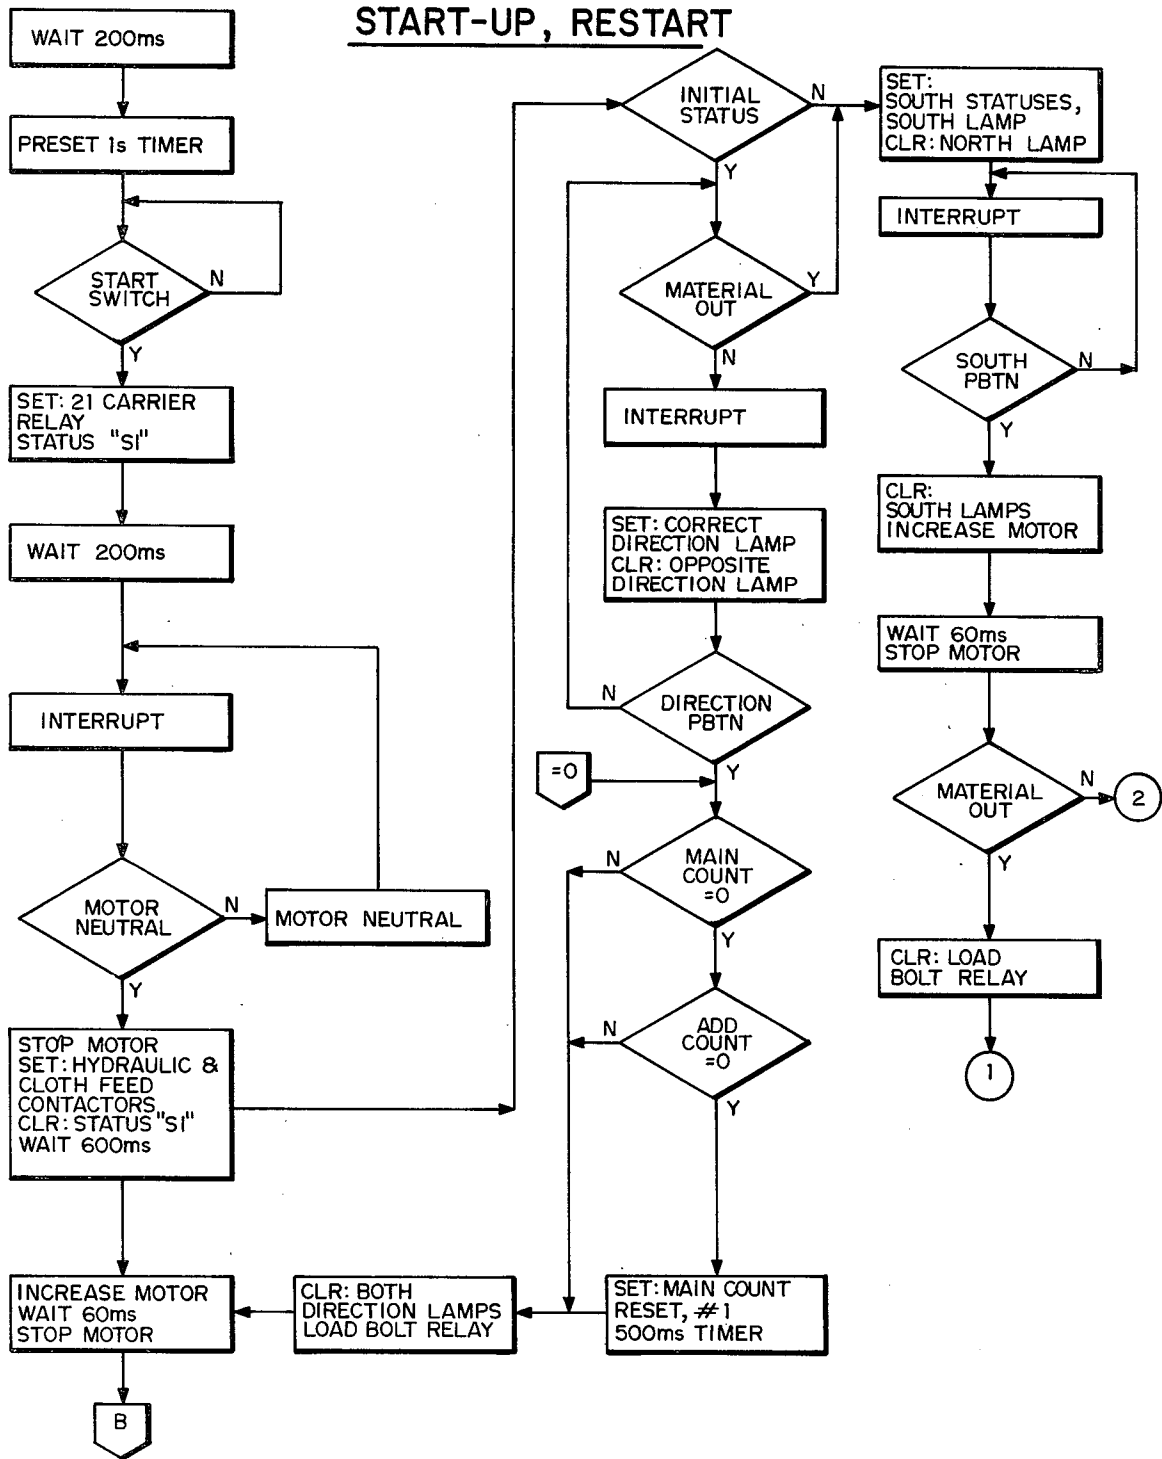 START-UP, RESTART
WAIT 200ms
PRESET 1s TIMER
START
SWITCH
N
Y
SET: 21 CARRIER
RELAY
STATUS "SI"
WAIT 200ms
INTERRUPT
MOTOR
NEUTRAL
N
MOTOR NEUTRAL
Y
STOP MOTOR
SET: HYDRAULIC &
CLOTH FEED
CONTACTORS
CLR: STATUS "SI"
WAIT 600ms
INCREASE MOTOR
WAIT 60ms
STOP MOTOR
B
INITIAL
STATUS
N
Y
MATERIAL
OUT
Y
N
INTERRUPT
SET: CORRECT
DIRECTION LAMP
CLR: OPPOSITE
DIRECTION LAMP
DIRECTION
PBTN
N
Y
=0
MAIN
COUNT
=0
N
Y
ADD
COUNT
=0
N
Y
SET: MAIN COUNT
RESET, #1
500ms TIMER
CLR: BOTH
DIRECTION LAMPS
LOAD BOLT RELAY
SET:
SOUTH STATUSES,
SOUTH LAMP
CLR: NORTH LAMP
INTERRUPT
SOUTH
PBTN
N
Y
CLR:
SOUTH LAMPS
INCREASE MOTOR
WAIT 60ms
STOP MOTOR
MATERIAL
OUT
N
2
Y
CLR: LOAD
BOLT RELAY
1